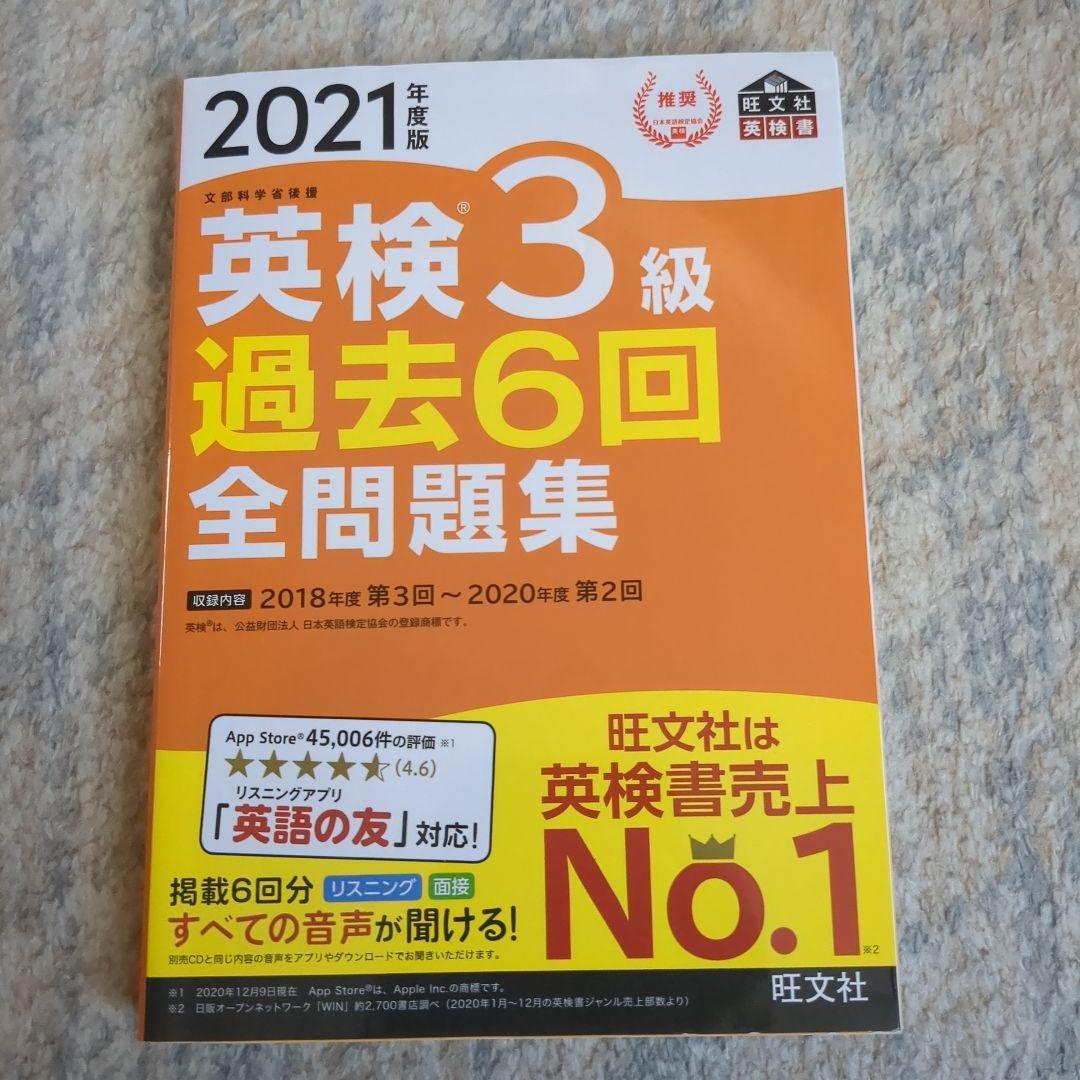 2021年度版
推奨
日本英語検定協会
英検
旺文社
英検書
文部科学省後援
英検®3級
過去6回
全問題集
収録内容 2018年度 第3回～2020年度 第2回
英検®は、公益財団法人 日本英語検定協会の登録商標です。
App Store® 45,006件の評価 ※1
★★★★★(4.6)
リスニングアプリ
「英語の友」対応!
掲載6回分 リスニング 面接
すべての音声が聞ける!
別売CDと同じ内容の音声をアプリやダウンロードでお聞きいただけます。
旺文社は
英検書売上
No.1 ※2
※1 2020年12月9日現在 App Store®は、Apple Inc.の商標です。
※2 日販オープンネットワーク「WIN」約2,700書店調べ（2020年1月～12月の英検書ジャンル売上部数より）
旺文社